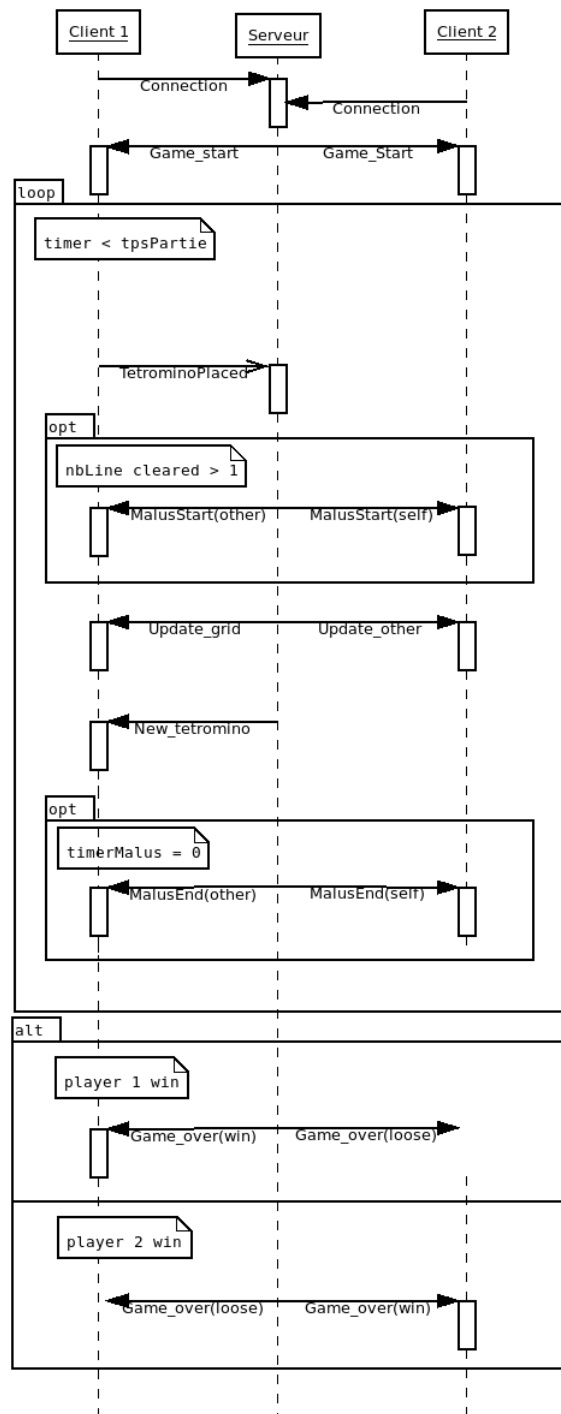 Client 1
Serveur
Client 2
Connection
Connection
Game_start
Game_Start
loop
timer < tpsPartie
TetrominoPlaced
opt
nbLine cleared > 1
MalusStart(other)
MalusStart(self)
Update_grid
Update_other
New_tetromino
opt
timerMalus = 0
MalusEnd(other)
MalusEnd(self)
alt
player 1 win
Game_over(win)
Game_over(loose)
player 2 win
Game_over(loose)
Game_over(win)